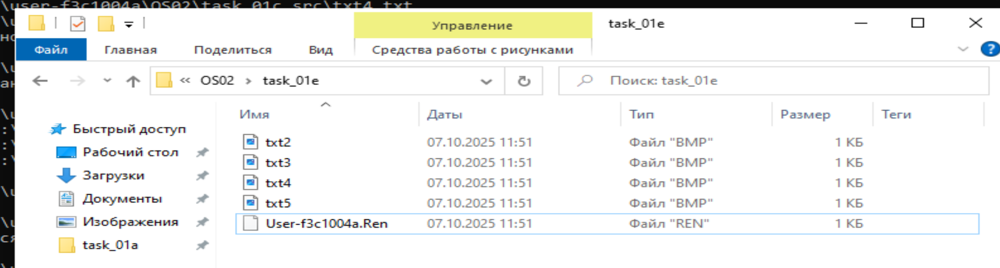 \user-f3c1004a\OS02\task_01c_src\txt4.txt
Управление
task_01e
Файл
Главная
Поделиться
Вид
Средства работы с рисунками
?
« OS02 › task_01e
Поиск: task_01e
Имя Даты Тип Размер Теги
Быстрый доступ
Рабочий стол
Загрузки
Документы
Изображения
task_01a
txt2 07.10.2025 11:51 Файл "BMP" 1 КБ
txt3 07.10.2025 11:51 Файл "BMP" 1 КБ
txt4 07.10.2025 11:51 Файл "BMP" 1 КБ
txt5 07.10.2025 11:51 Файл "BMP" 1 КБ
User-f3c1004a.Ren 07.10.2025 11:51 Файл "REN" 1 КБ